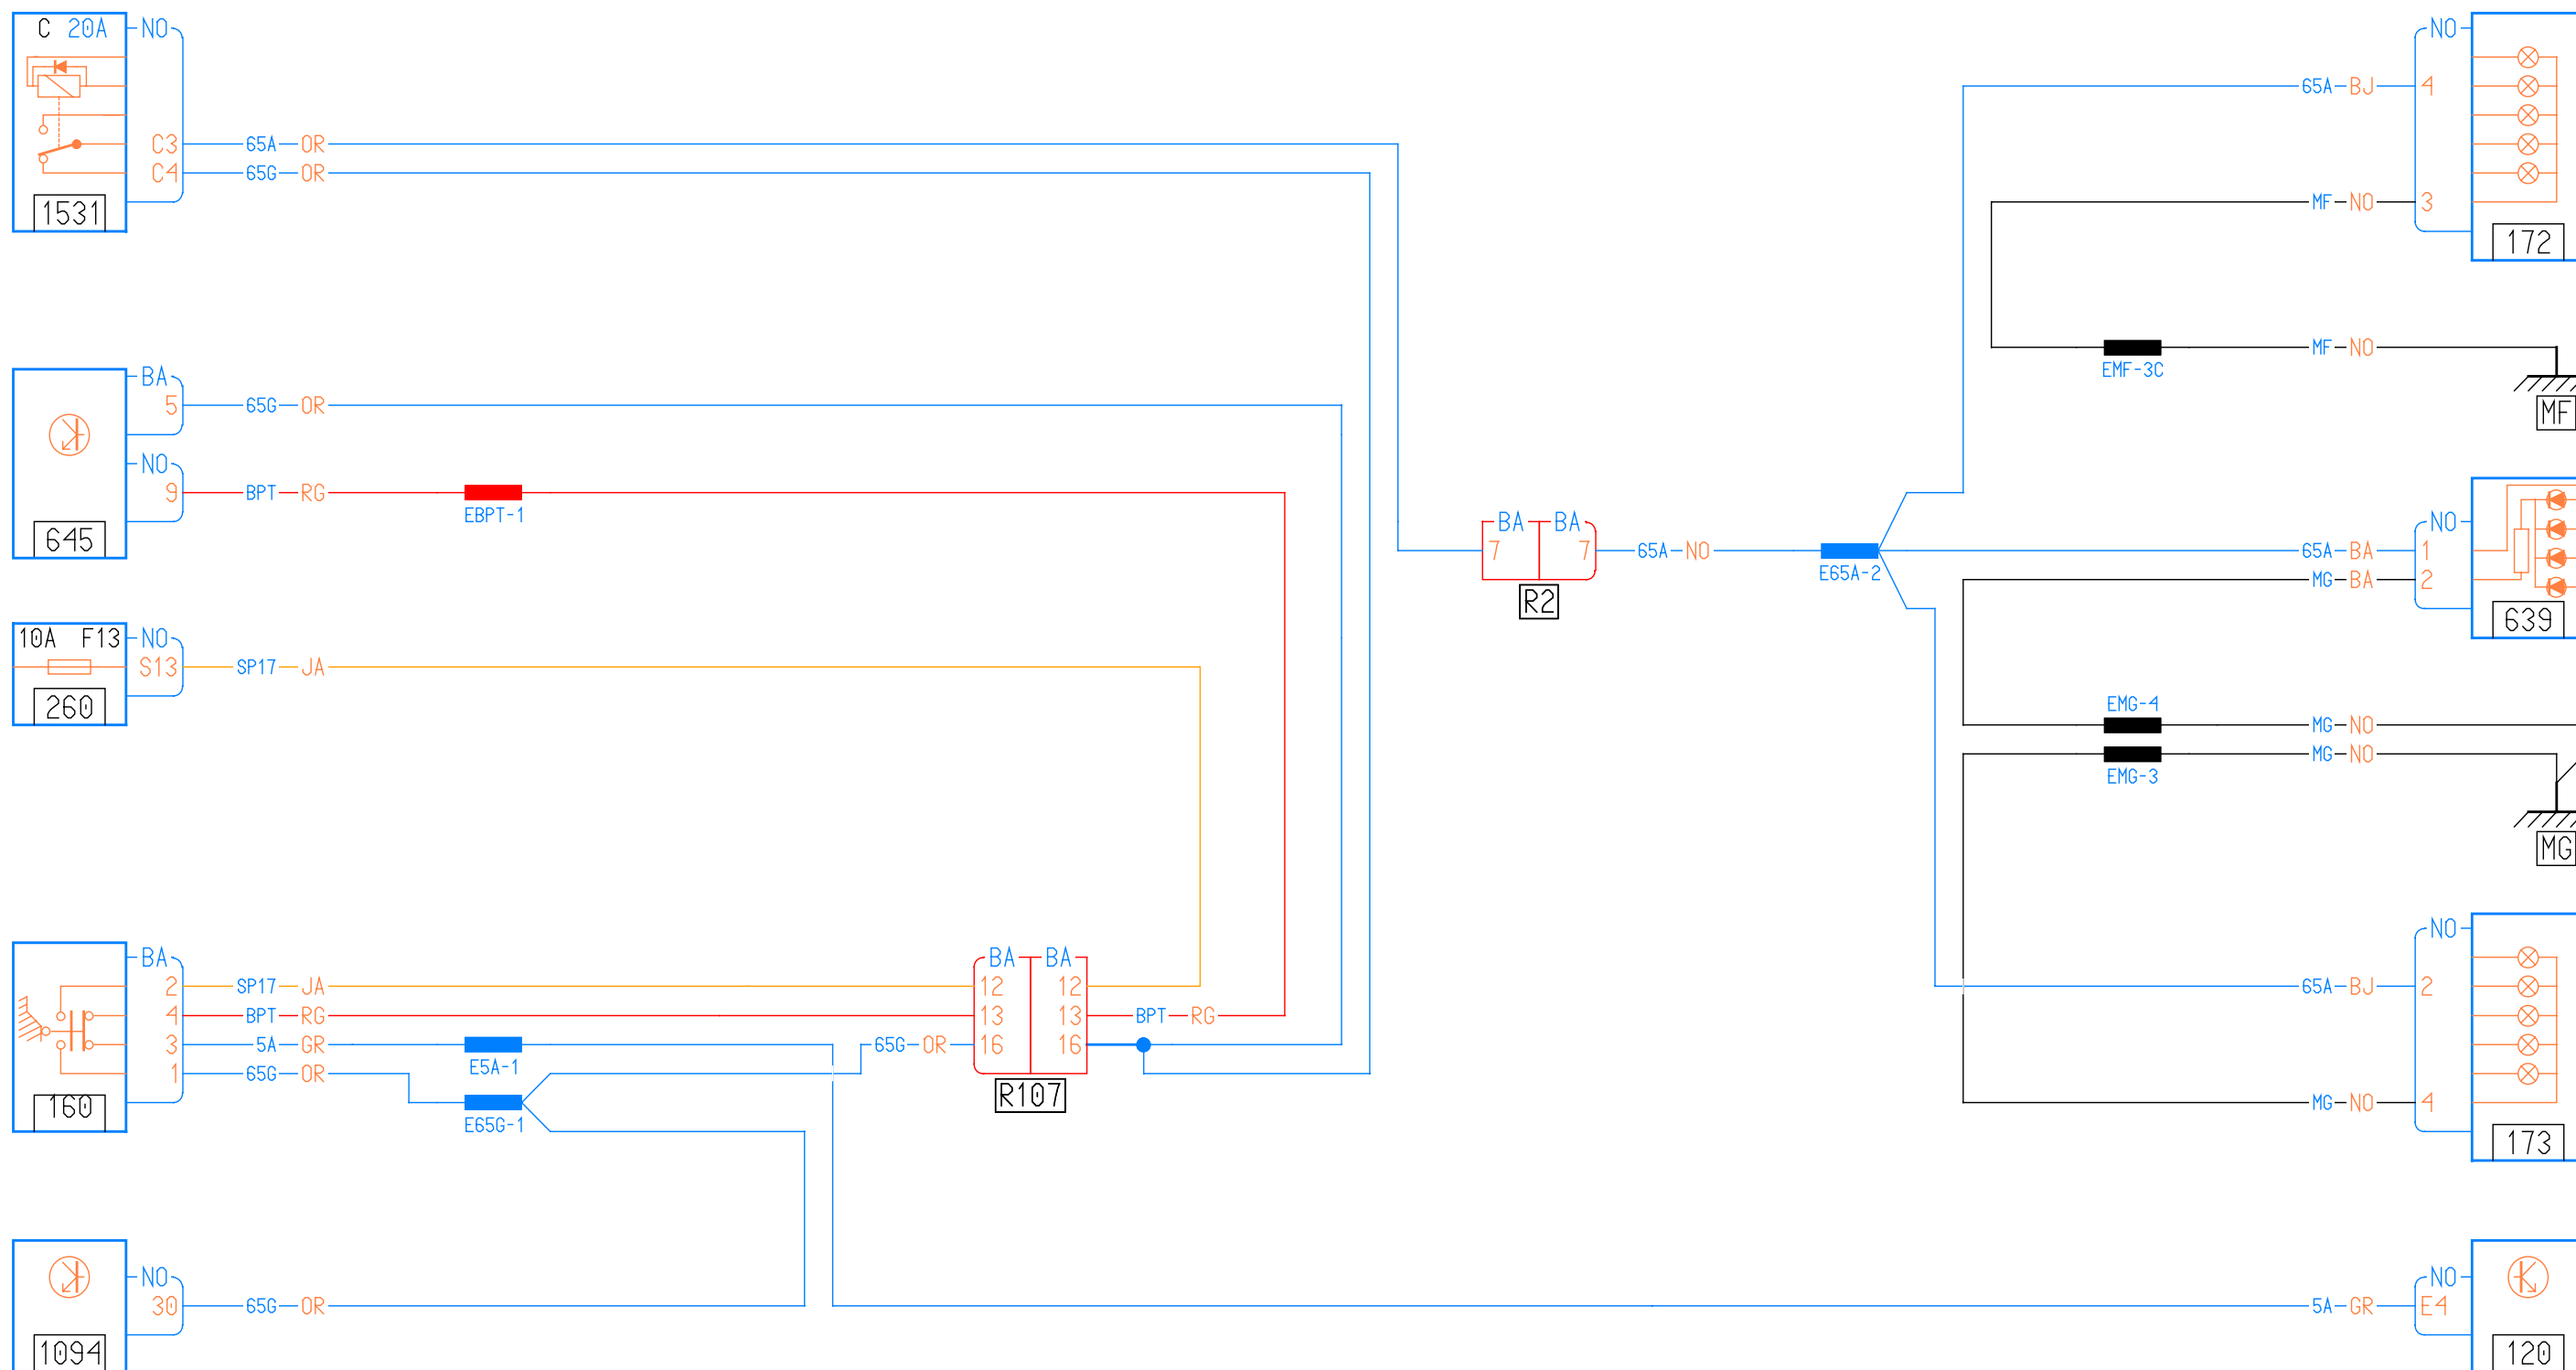 C 20A NO
C3 65A OR
C4 65G OR
1531
NO
65A BJ 4
MF NO 3
172
EMF-3C
MF NO
MF
BA
5 65G OR
NO
9 BPT RG
EBPT-1
645
BA BA
7 7
R2
65A NO
E65A-2
NO
65A BA 1
MG BA 2
639
10A F13 NO
S13 SP17 JA
260
EMG-4
MG NO
MG NO
EMG-3
MG
BA
2 SP17 JA
4 BPT RG
3 5A GR
E5A-1
1 65G OR
E65G-1
160
65G OR
BA BA
12 12
13 13
16 16
R107
BPT RG
NO
65A BJ 2
MG NO 4
173
NO
30 65G OR
1094
NO
5A GR E4
120